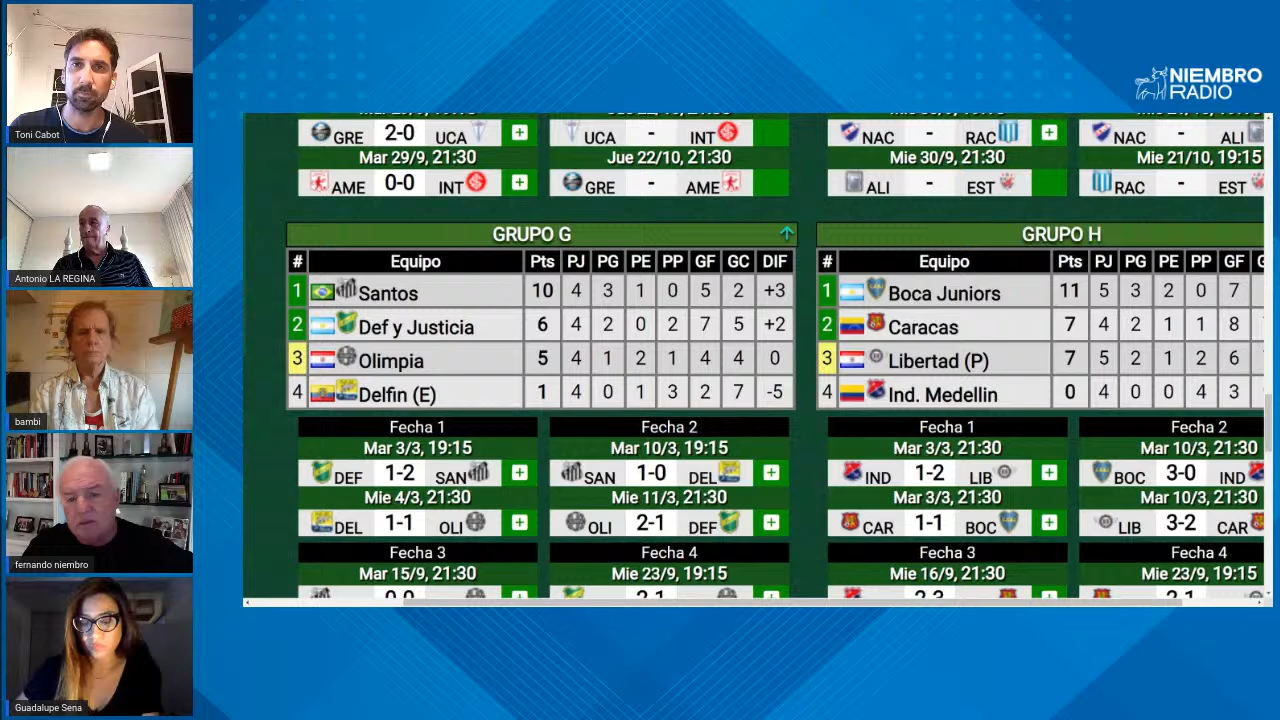 Toni Cabot
Antonio LA REGINA
bambi
fernando niembro
Guadalupe Sena
NIEMBRO
RADIO
GRE 2-0 UCA +
Mar 29/9, 21:30
AME 0-0 INT +
UCA - INT
Jue 22/10, 21:30
GRE - AME
NAC - RAC +
Mie 30/9, 21:30
ALI - EST
NAC - ALI
Mie 21/10, 19:15
RAC - EST
GRUPO G
# Equipo Pts PJ PG PE PP GF GC DIF
1 Santos 10 4 3 1 0 5 2 +3
2 Def y Justicia 6 4 2 0 2 7 5 +2
3 Olimpia 5 4 1 2 1 4 4 0
4 Delfin (E) 1 4 0 1 3 2 7 -5
Fecha 1
Mar 3/3, 19:15
DEF 1-2 SAN +
Mie 4/3, 21:30
DEL 1-1 OLI +
Fecha 3
Mar 15/9, 21:30
Fecha 2
Mar 10/3, 19:15
SAN 1-0 DEL +
Mie 11/3, 21:30
OLI 2-1 DEF +
Fecha 4
Mie 23/9, 19:15
GRUPO H
# Equipo Pts PJ PG PE PP GF
1 Boca Juniors 11 5 3 2 0 7
2 Caracas 7 4 2 1 1 8
3 Libertad (P) 7 5 2 1 2 6
4 Ind. Medellin 0 4 0 0 4 3
Fecha 1
Mar 3/3, 21:30
IND 1-2 LIB +
Mar 3/3, 21:30
CAR 1-1 BOC +
Fecha 3
Mie 16/9, 21:30
Fecha 2
Mar 10/3, 21:30
BOC 3-0 IND
Mar 10/3, 21:30
LIB 3-2 CAR
Fecha 4
Mie 23/9, 19:15